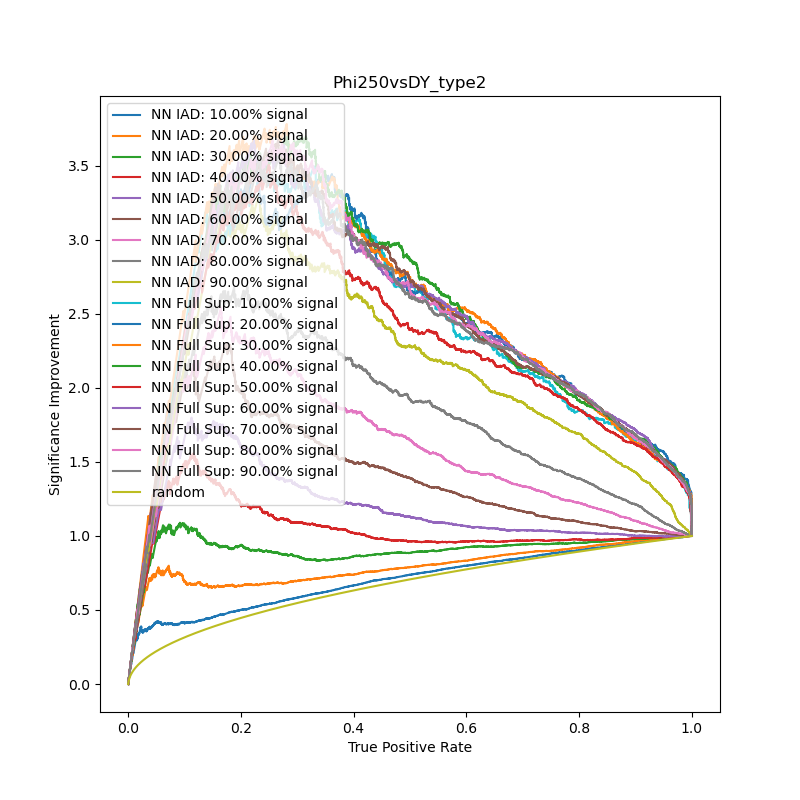 Phi250vsDY_type2
NN IAD: 10.00% signal
NN IAD: 20.00% signal
NN IAD: 30.00% signal
NN IAD: 40.00% signal
NN IAD: 50.00% signal
NN IAD: 60.00% signal
NN IAD: 70.00% signal
NN IAD: 80.00% signal
NN IAD: 90.00% signal
NN Full Sup: 10.00% signal
NN Full Sup: 20.00% signal
NN Full Sup: 30.00% signal
NN Full Sup: 40.00% signal
NN Full Sup: 50.00% signal
NN Full Sup: 60.00% signal
NN Full Sup: 70.00% signal
NN Full Sup: 80.00% signal
NN Full Sup: 90.00% signal
random
Significance Improvement
3.5
3.0
2.5
2.0
1.5
1.0
0.5
0.0
0.0 0.2 0.4 0.6 0.8 1.0
True Positive Rate